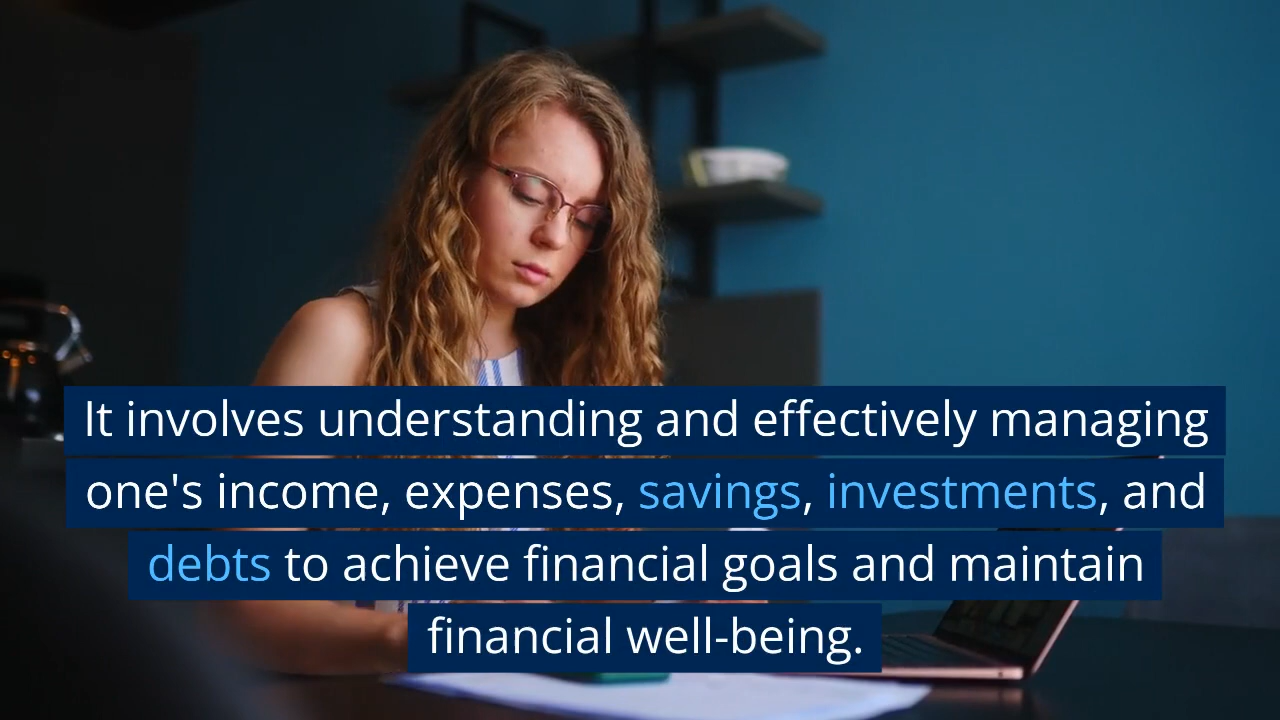 It involves understanding and effectively managing
one's income, expenses, savings, investments, and
debts to achieve financial goals and maintain
financial well-being.